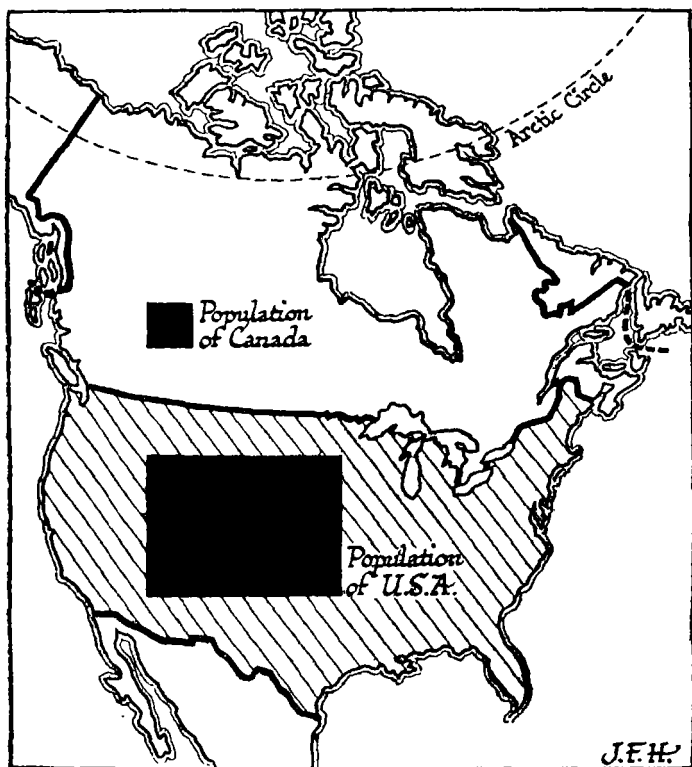 Arctic Circle
Population
of Canada
Population
of U.S.A.
J.F.H.